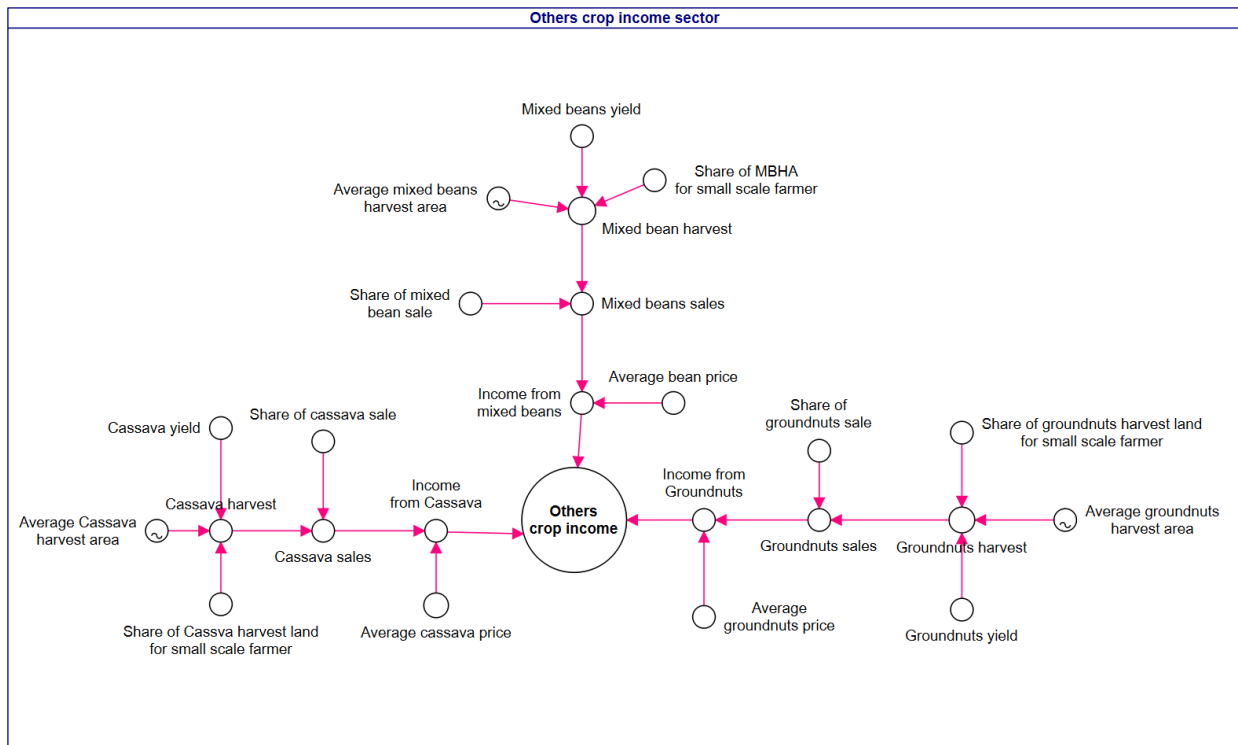 Others crop income sector
Mixed beans yield
Average mixed beans
harvest area
Share of MBHA
for small scale farmer
Mixed bean harvest
Share of mixed
bean sale
Mixed beans sales
Average bean price
Income from
mixed beans
Share of cassava sale
Cassava yield
Cassava harvest
Average Cassava
harvest area
Cassava sales
Income
from Cassava
Share of Cassva harvest land
for small scale farmer
Average cassava price
Others
crop income
Income from
Groundnuts
Share of
groundnuts sale
Share of groundnuts harvest land
for small scale farmer
Average groundnuts
harvest area
Groundnuts sales
Groundnuts harvest
Average
groundnuts price
Groundnuts yield